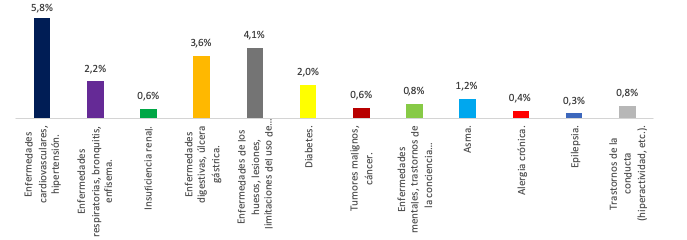 5,8%
2,2%
0,6%
3,6%
4,1%
2,0%
0,6%
0,8%
1,2%
0,4%
0,3%
0,8%
Enfermedades
cardiovasculares,
hipertensión.
Enfermedades
respiratorias, bronquitis,
enfisema.
Insuficiencia renal.
Enfermedades
digestivas, úlcera
gástrica.
Enfermedades de los
huesos, lesiones,
(imitaciones del uso de...
Diabetes.
Tumores malignos,
cáncer.
Enfermedades
mentales, trastornos de
la conciencia...
Asma.
Alergia crónica.
Epilepsia.
Trastornos de la
conducta
(hiperactividad, etc.).